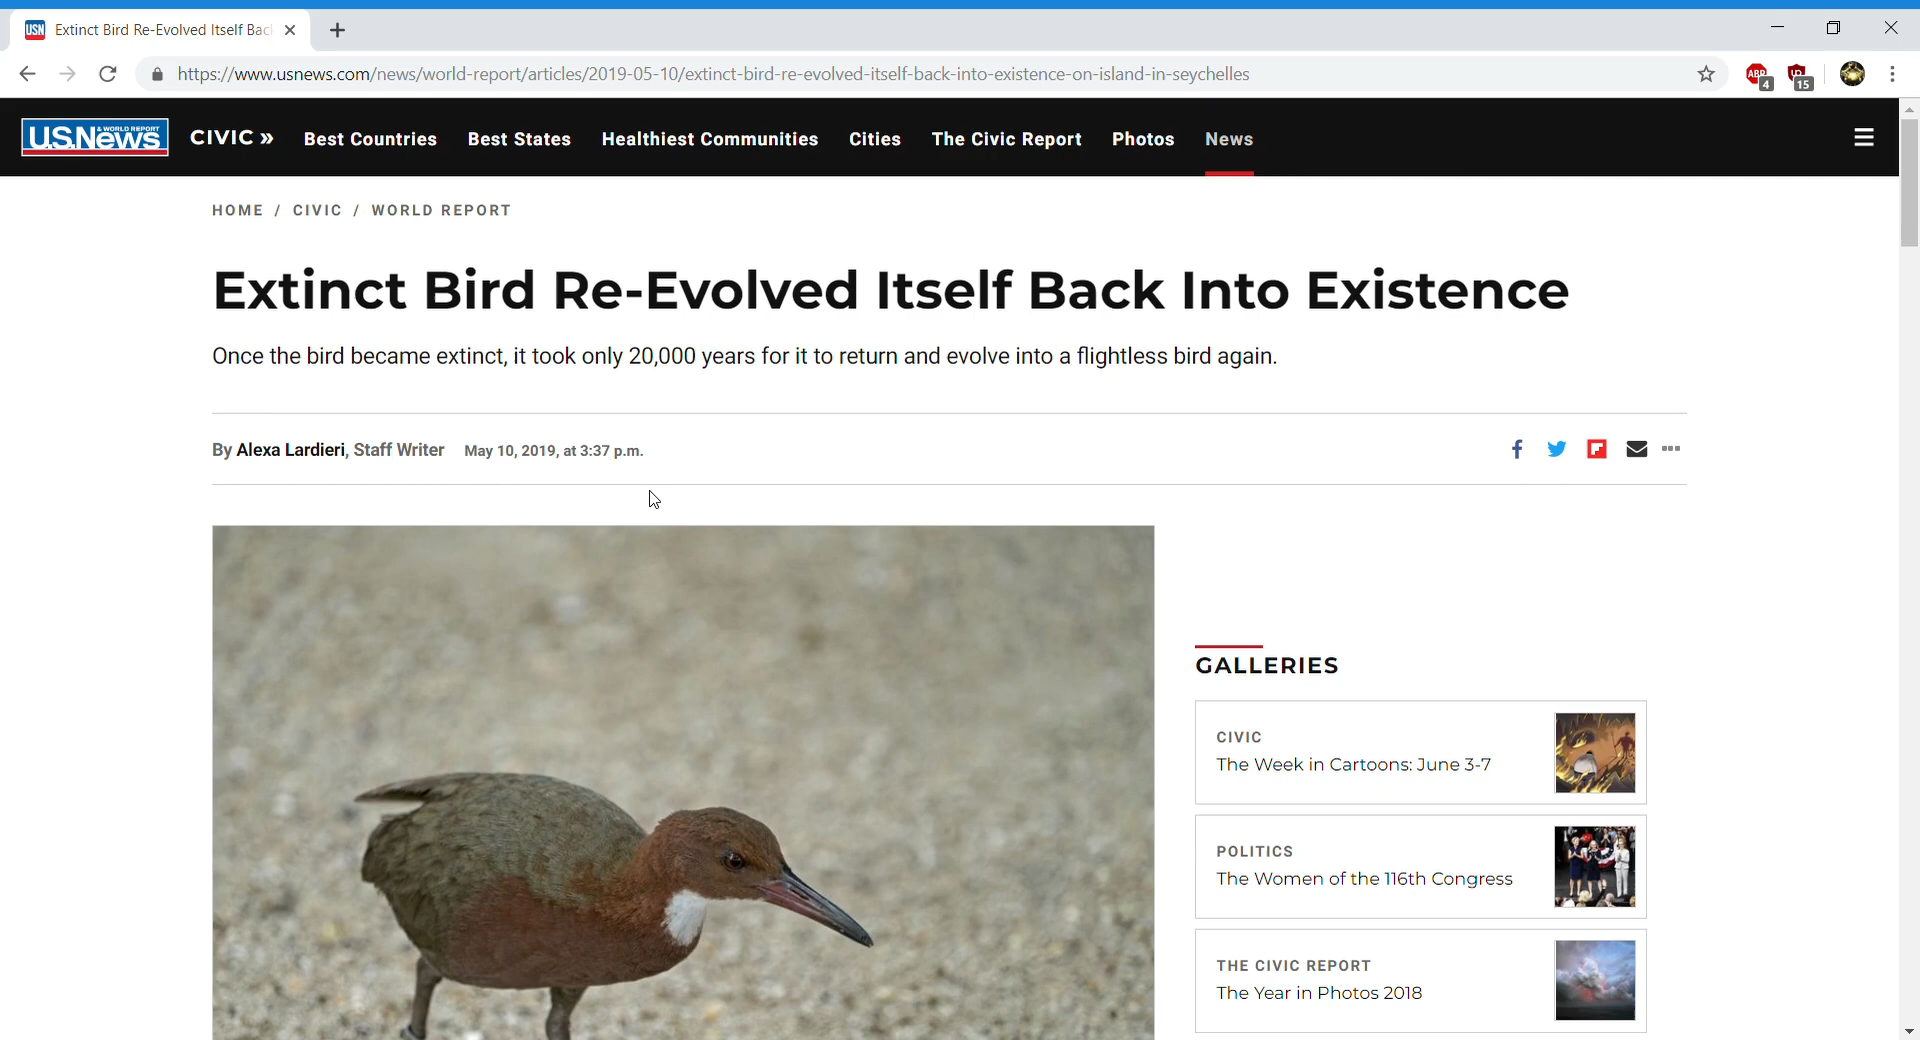 Extinct Bird Re-Evolved Itself Bac
https://www.usnews.com/news/world-report/articles/2019-05-10/extinct-bird-re-evolved-itself-back-into-existence-on-island-in-seychelles
ABP 4
15
U.S.News & WORLD REPORT
CIVIC »
Best Countries
Best States
Healthiest Communities
Cities
The Civic Report
Photos
News
HOME / CIVIC / WORLD REPORT
Extinct Bird Re-Evolved Itself Back Into Existence
Once the bird became extinct, it took only 20,000 years for it to return and evolve into a flightless bird again.
By Alexa Lardieri, Staff Writer May 10, 2019, at 3:37 p.m.
GALLERIES
CIVIC
The Week in Cartoons: June 3-7
POLITICS
The Women of the 116th Congress
THE CIVIC REPORT
The Year in Photos 2018